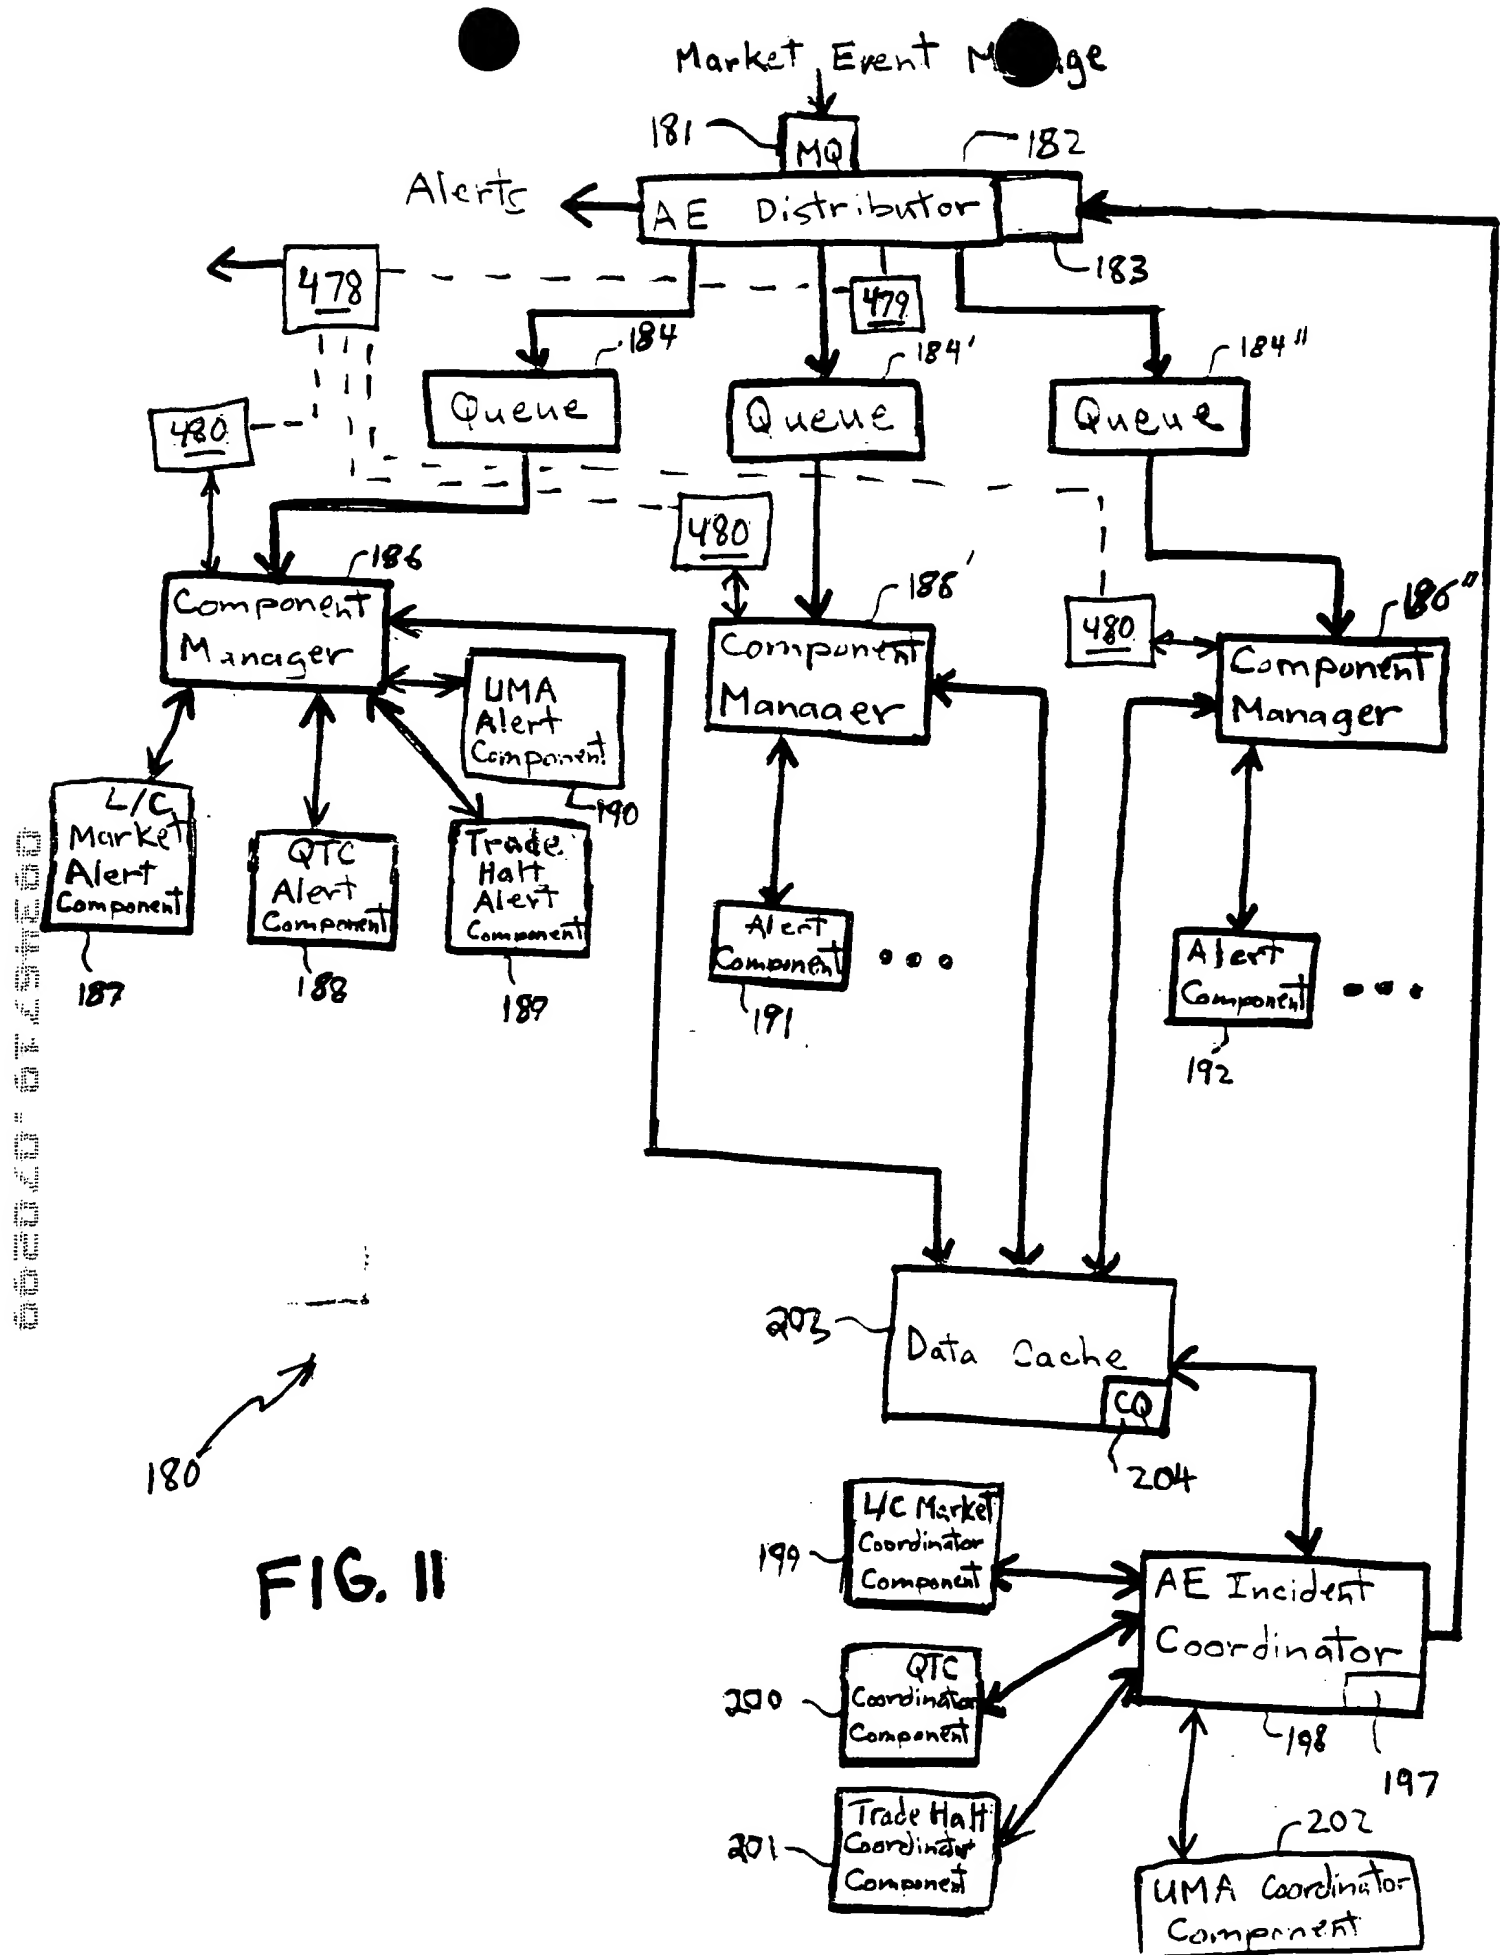 Market Event
181
MQ
182
Alerts
AE Distributor
183
478
479
184
184'
184"
Queue
Queue
Queue
480
480
480
186
186'
186"
Component
Manager
Component
Manager
Component
Manager
UMA
Alert
Component
190
L/C
Market
Alert
Component
187
QTC
Alert
Component
188
Trade
Halt
Alert
Component
189
Alert
Component
...
191
Alert
Component
...
192
203
Data Cache
CQ
204
180
FIG. 11
L/C Market
Coordinator
Component
199
AE Incident
Coordinator
198
197
QTC
Coordinator
Component
200
Trade Halt
Coordinator
Component
201
202
UMA Coordinator
Component